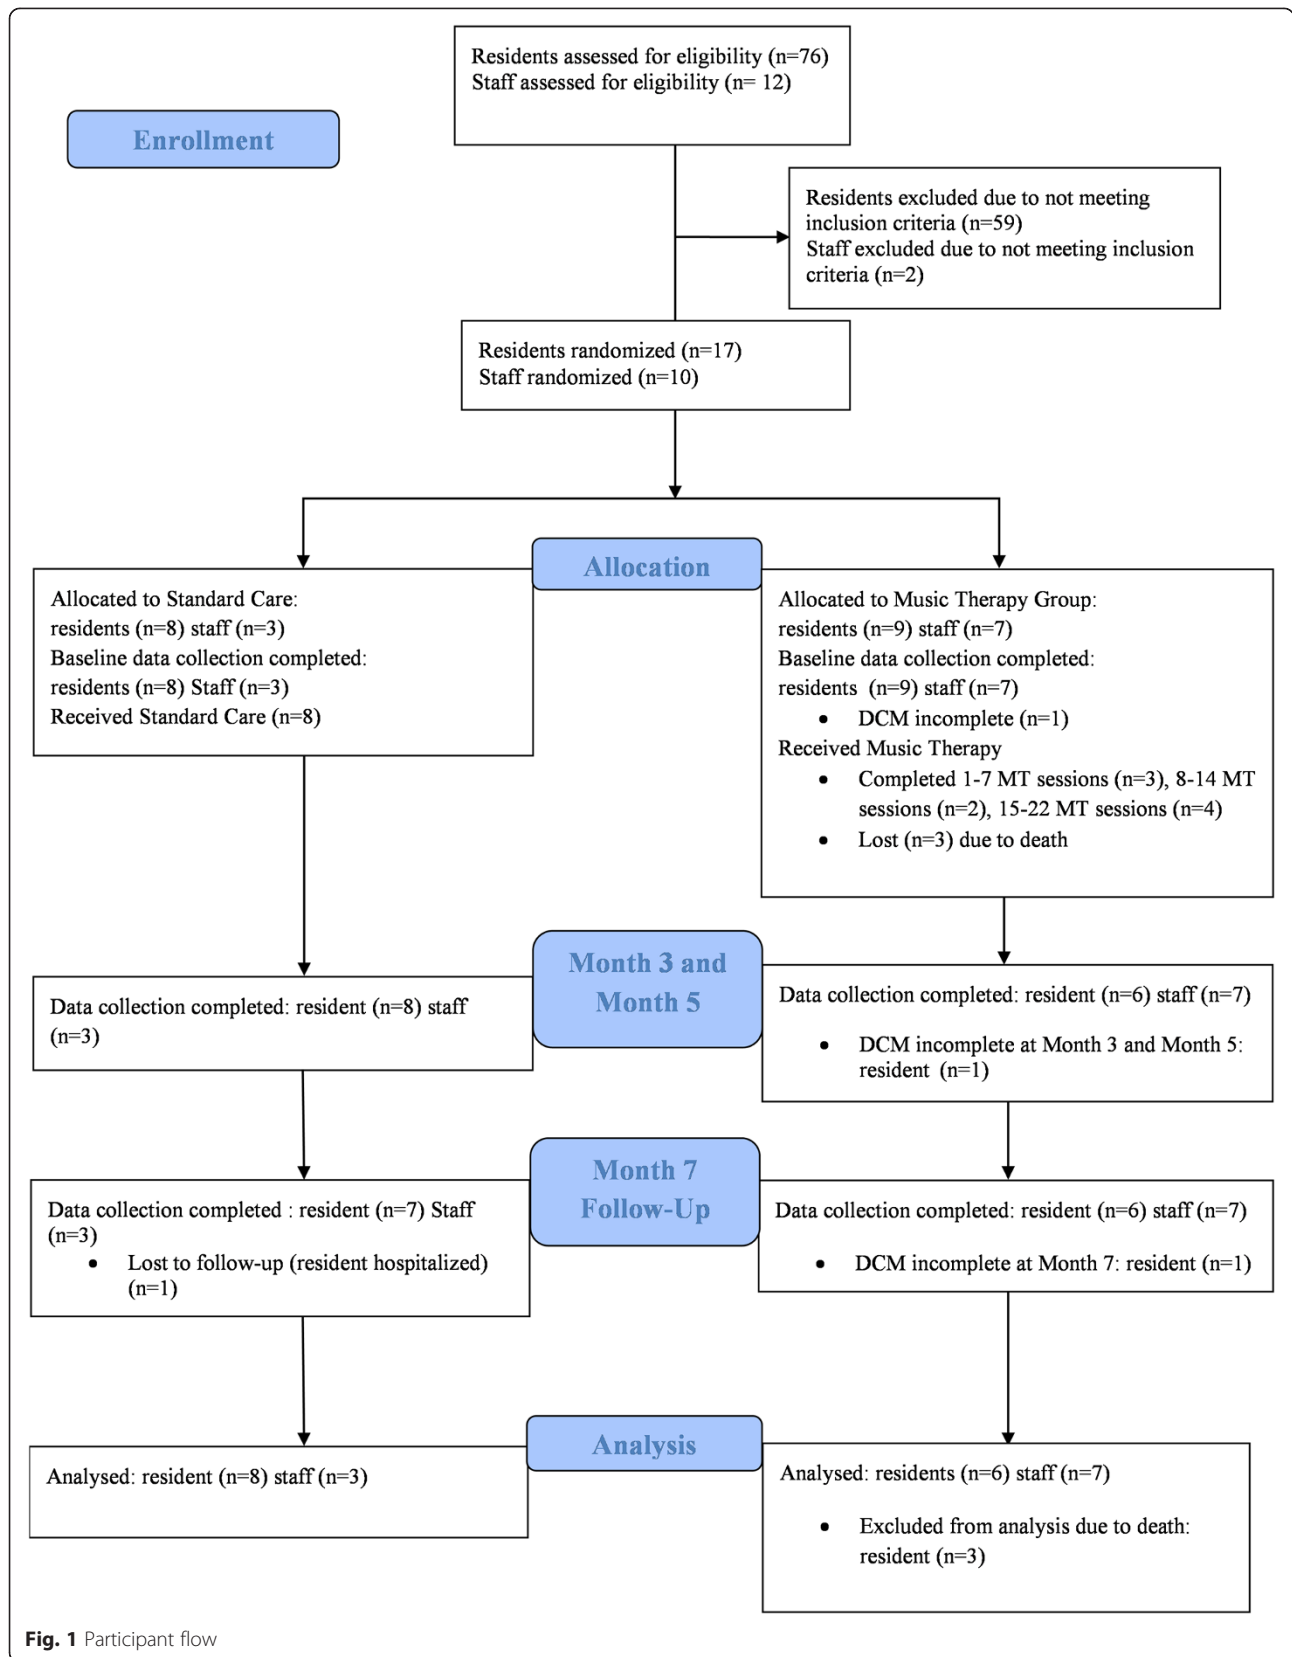 Residents assessed for eligibility (n=76)
Staff assessed for eligibility (n= 12)
Enrollment
Residents excluded due to not meeting
inclusion criteria (n=59)
Staff excluded due to not meeting inclusion
criteria (n=2)
Residents randomized (n=17)
Staff randomized (n=10)
Allocation
Allocated to Standard Care:
residents (n=8) staff (n=3)
Baseline data collection completed:
residents (n=8) Staff (n=3)
Received Standard Care (n=8)
Allocated to Music Therapy Group:
residents (n=9) staff (n=7)
Baseline data collection completed:
residents (n=9) staff (n=7)
• DCM incomplete (n=1)
Received Music Therapy
• Completed 1-7 MT sessions (n=3), 8-14 MT
sessions (n=2), 15-22 MT sessions (n=4)
• Lost (n=3) due to death
Month 3 and
Month 5
Data collection completed: resident (n=8) staff
(n=3)
Data collection completed: resident (n=6) staff (n=7)
• DCM incomplete at Month 3 and Month 5:
resident (n=1)
Month 7
Follow-Up
Data collection completed : resident (n=7) Staff
(n=3)
• Lost to follow-up (resident hospitalized)
(n=1)
Data collection completed: resident (n=6) staff (n=7)
• DCM incomplete at Month 7: resident (n=1)
Analysis
Analysed: resident (n=8) staff (n=3)
Analysed: residents (n=6) staff (n=7)
• Excluded from analysis due to death:
resident (n=3)
Fig. 1 Participant flow